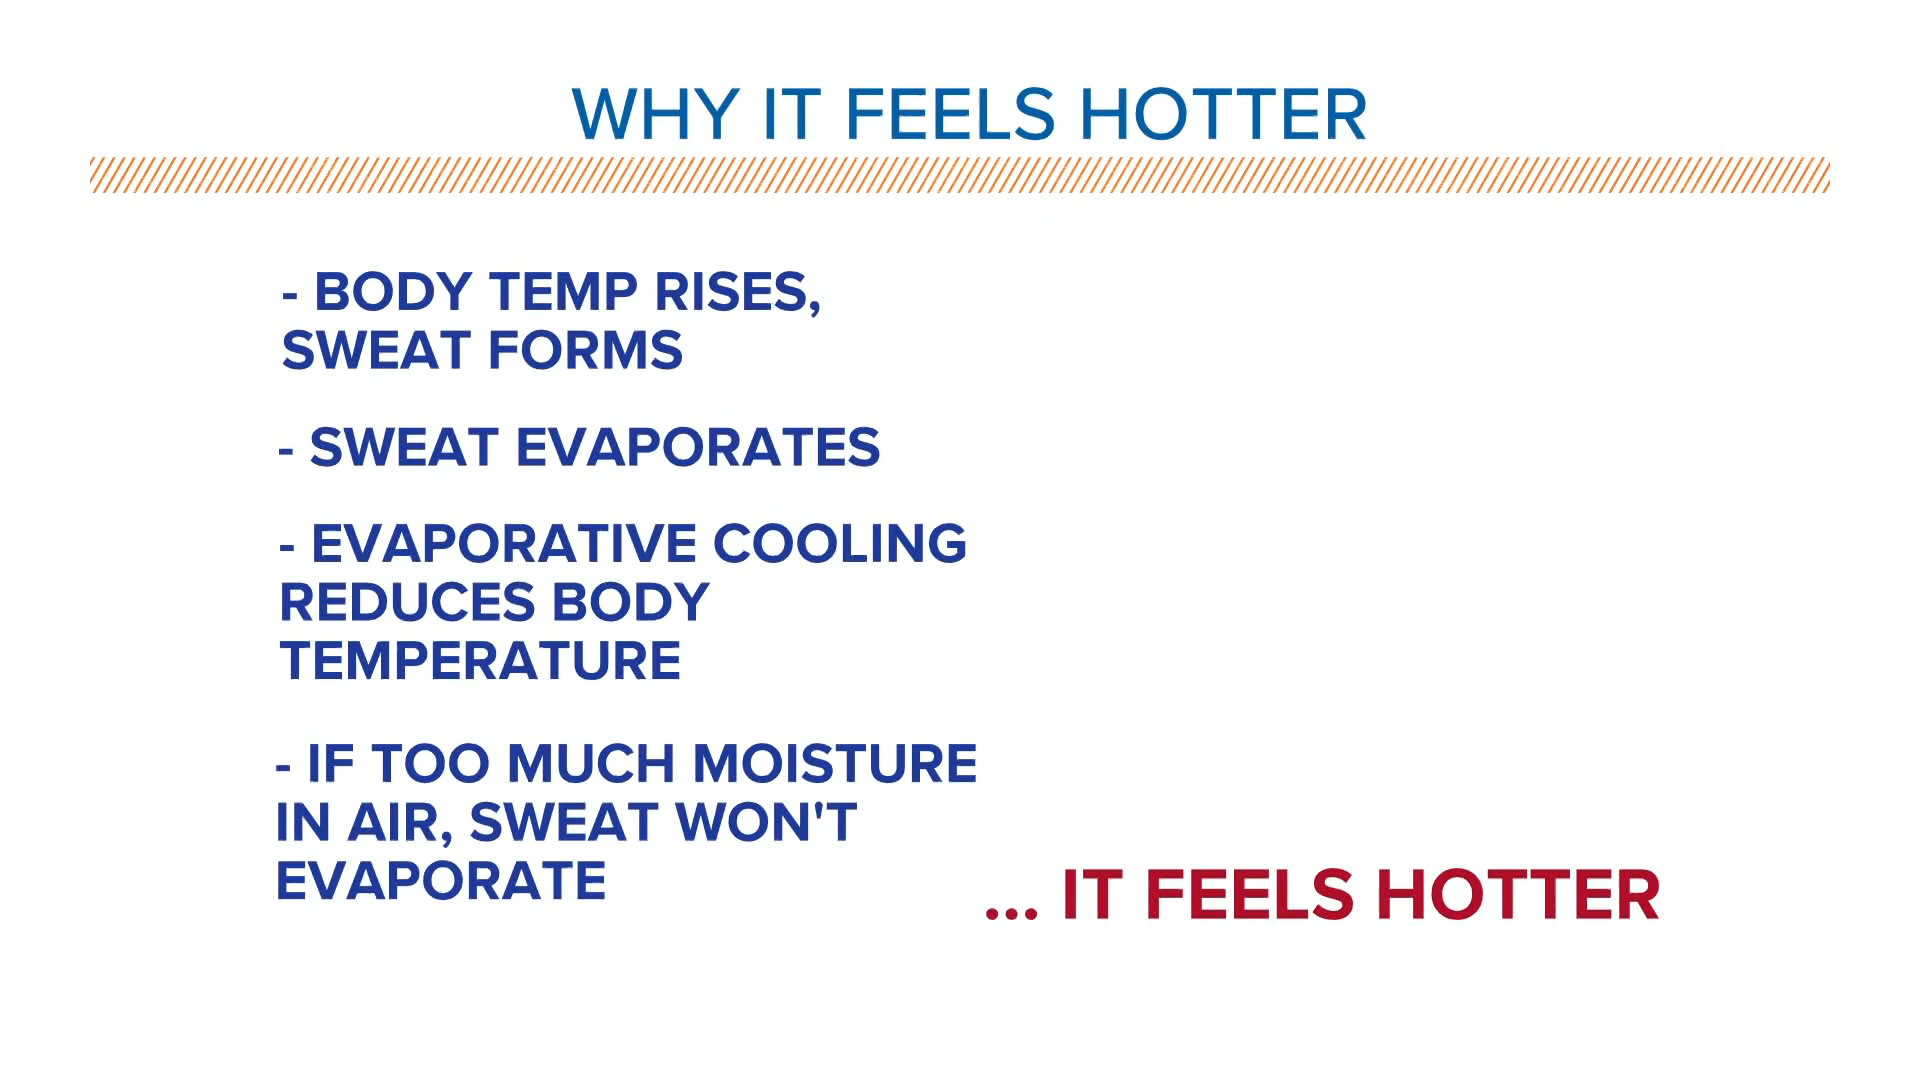 WHY IT FEELS HOTTER
- BODY TEMP RISES,
SWEAT FORMS
- SWEAT EVAPORATES
- EVAPORATIVE COOLING
REDUCES BODY
TEMPERATURE
- IF TOO MUCH MOISTURE
IN AIR, SWEAT WON'T
EVAPORATE
... IT FEELS HOTTER